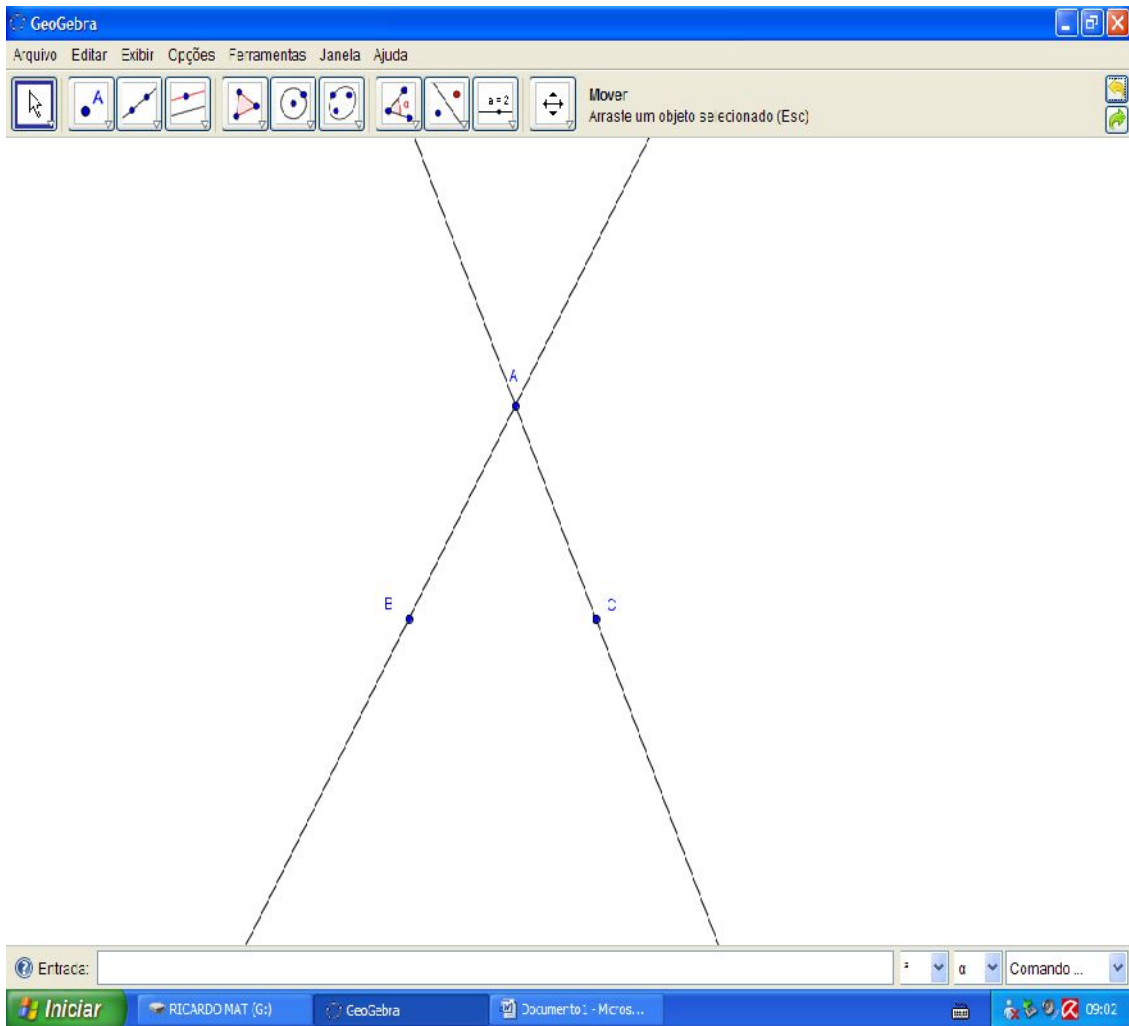 GeoGebra
Arquivo Editar Exibir Opções Ferramentas Janela Ajuda
A
α
a = 2
Mover
Arraste um objeto selecionado (Esc)
A
B
C
Entrada:
α
Comando ...
Iniciar
RICARDO MAT (G:)
GeoGebra
Documento1 - Micros...
09:02